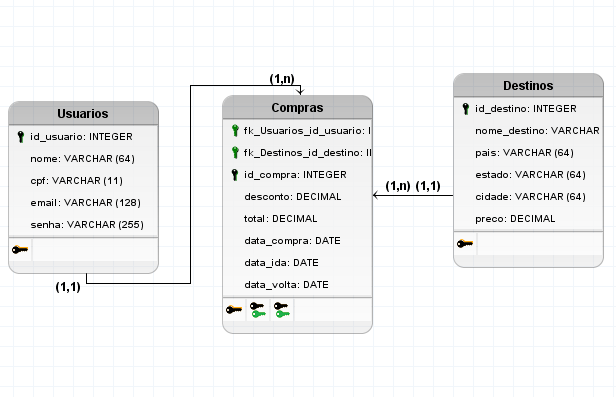 (1,n)
Usuarios
id_usuario: INTEGER
nome: VARCHAR (64)
cpf: VARCHAR (11)
email: VARCHAR (128)
senha: VARCHAR (255)
(1,1)
Compras
fk_Usuarios_id_usuario: I
fk_Destinos_id_destino: II
id_compra: INTEGER
desconto: DECIMAL
total: DECIMAL
data_compra: DATE
data_ida: DATE
data_volta: DATE
(1,n) (1,1)
Destinos
id_destino: INTEGER
nome_destino: VARCHAR
pais: VARCHAR (64)
estado: VARCHAR (64)
cidade: VARCHAR (64)
preco: DECIMAL